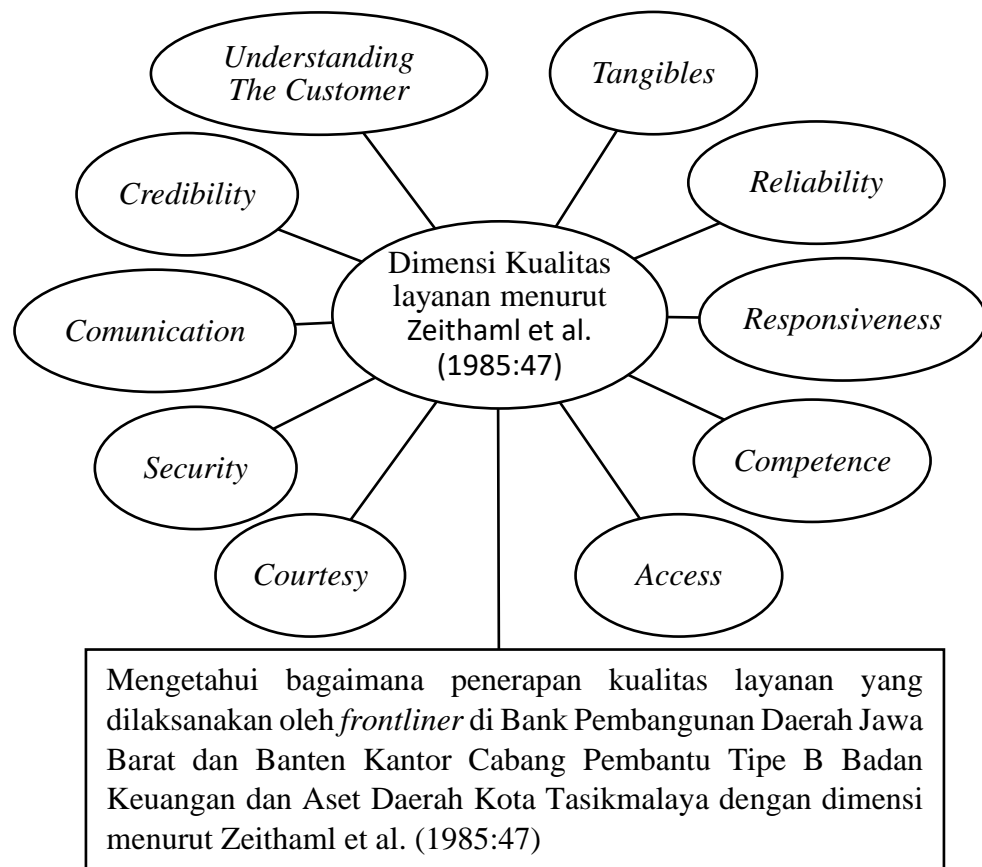 Understanding
The Customer
Tangibles
Credibility
Reliability
Dimensi Kualitas
layanan menurut
Zeithaml et al.
(1985:47)
Comunication
Responsiveness
Security
Competence
Courtesy
Access
Mengetahui bagaimana penerapan kualitas layanan yang
dilaksanakan oleh frontliner di Bank Pembangunan Daerah Jawa
Barat dan Banten Kantor Cabang Pembantu Tipe B Badan
Keuangan dan Aset Daerah Kota Tasikmalaya dengan dimensi
menurut Zeithaml et al. (1985:47)